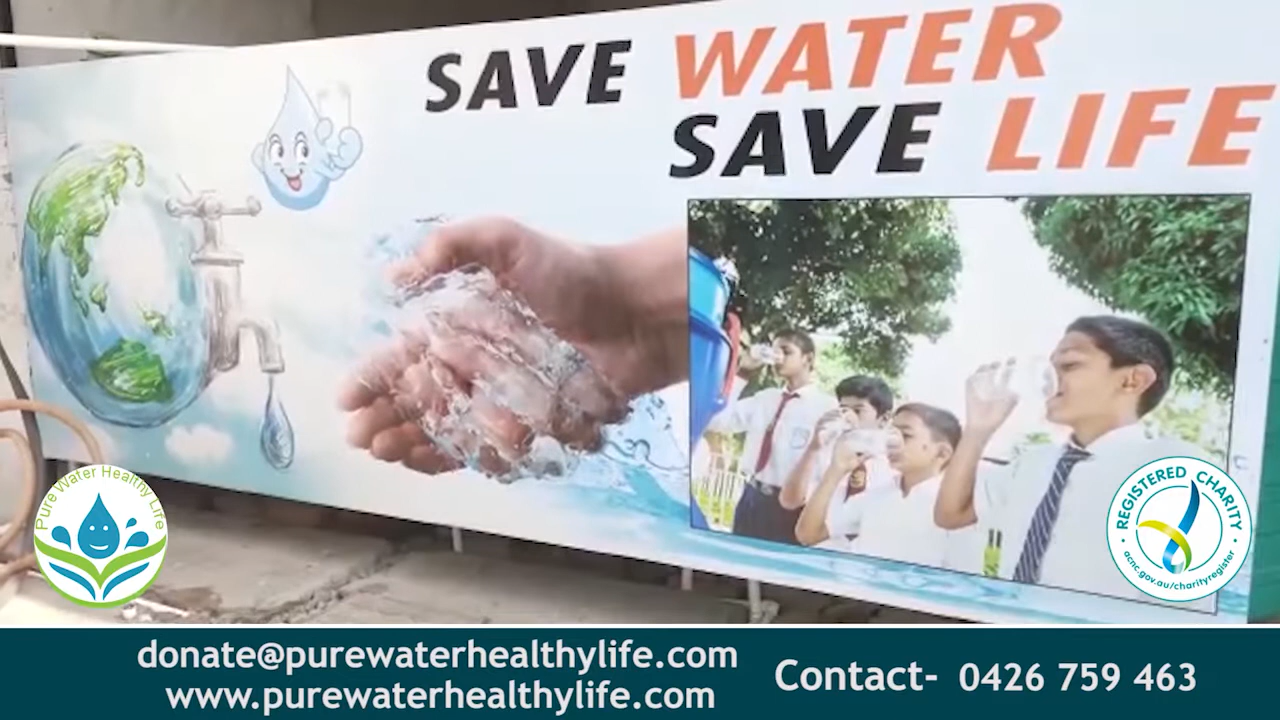 SAVE WATER
SAVE LIFE
Pure Water Healthy Life
REGISTERED CHARITY
acnc.gov.au/charityregister
donate@purewaterhealthylife.com
www.purewaterhealthylife.com
Contact- 0426 759 463